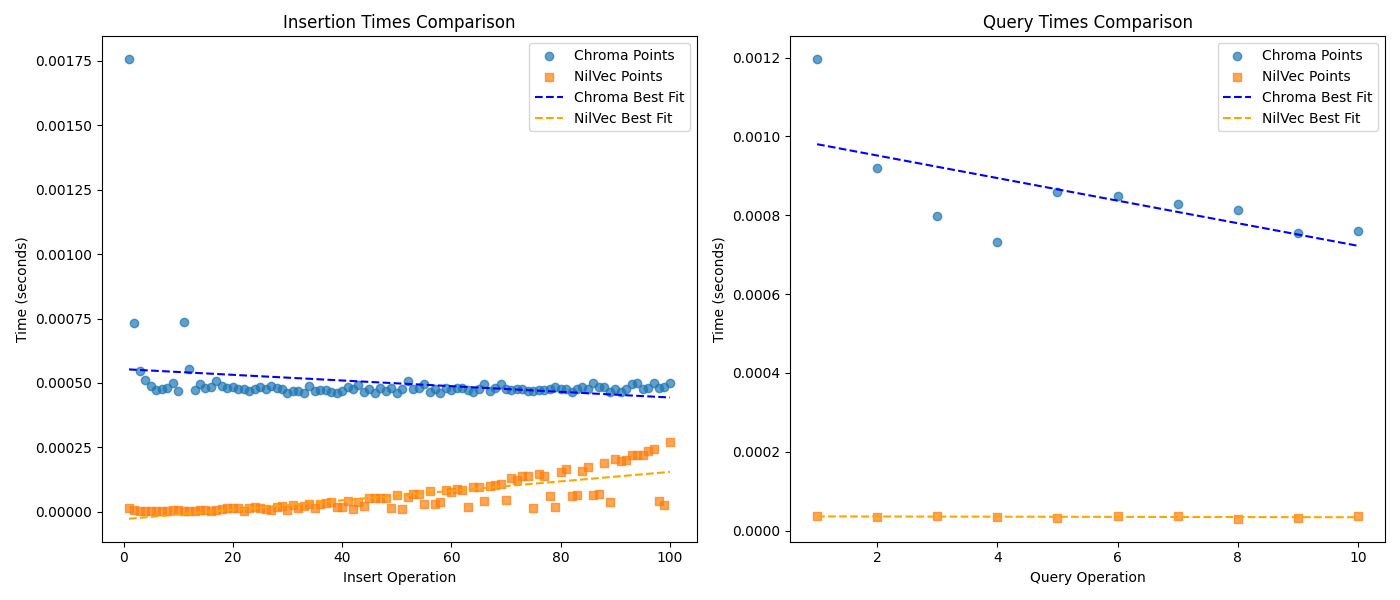 Insertion Times Comparison
Time (seconds)
0.00175
0.00150
0.00125
0.00100
0.00075
0.00050
0.00025
0.00000
0
20
40
60
80
100
Insert Operation
Chroma Points
NilVec Points
Chroma Best Fit
NilVec Best Fit
Query Times Comparison
Time (seconds)
0.0012
0.0010
0.0008
0.0006
0.0004
0.0002
0.0000
2
4
6
8
10
Query Operation
Chroma Points
NilVec Points
Chroma Best Fit
NilVec Best Fit